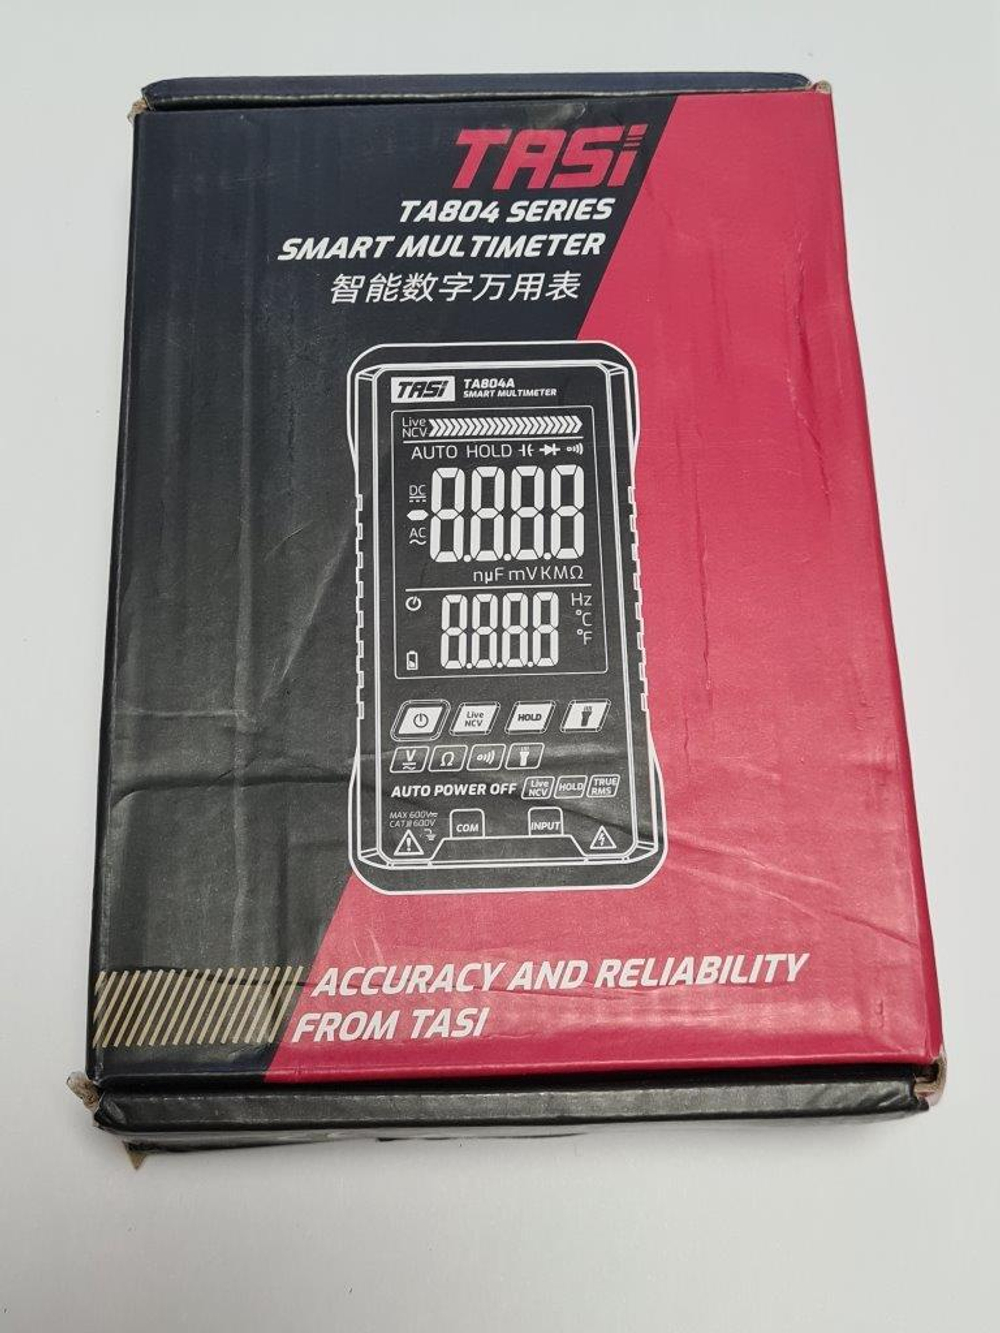 TASi
TA804 SERIES
SMART MULTIMETER
智能数字万用表
TASi TA804A
SMART MULTIMETER
Live
NCV
AUTO HOLD
DC
8.8.8.8
AC
nµF mVKMΩ
8.8.8.8
Hz
°C
°F
Live
NCV
HOLD
V
Ω
AUTO POWER OFF
Live
NCV
HOLD
TRUE
RMS
MAX 600V
CAT III 600V
COM
INPUT
ACCURACY AND RELIABILITY
FROM TASI